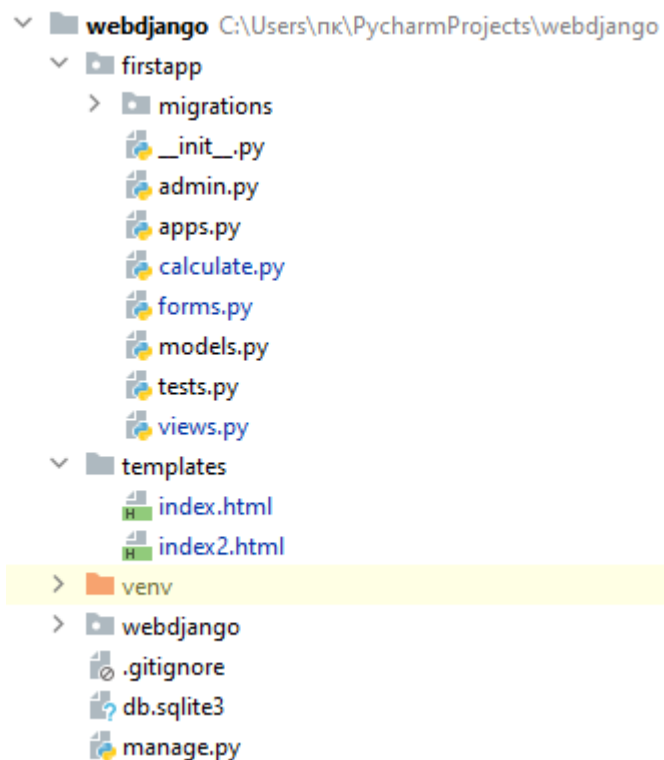 webdjango C:\Users\пк\PycharmProjects\webdjango
firstapp
migrations
__init__.py
admin.py
apps.py
calculate.py
forms.py
models.py
tests.py
views.py
templates
index.html
index2.html
venv
webdjango
.gitignore
db.sqlite3
manage.py